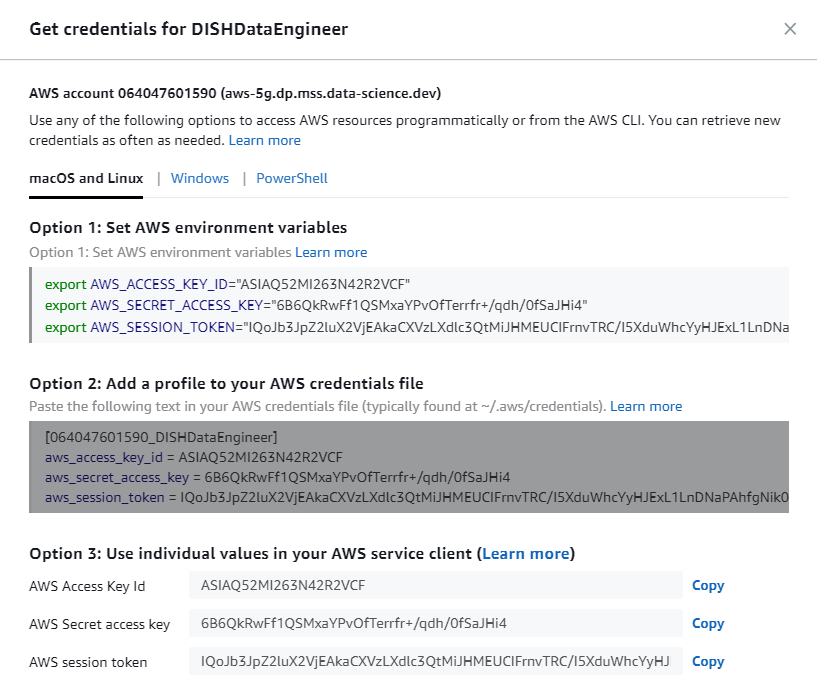 Get credentials for DISHDataEngineer
AWS account 064047601590 (aws-5g.dp.mss.data-science.dev)
Use any of the following options to access AWS resources programmatically or from the AWS CLI. You can retrieve new
credentials as often as needed. Learn more
macOS and Linux | Windows | PowerShell
Option 1: Set AWS environment variables
Option 1: Set AWS environment variables Learn more
export AWS_ACCESS_KEY_ID="ASIAQ52MI263N42R2VCF"
export AWS_SECRET_ACCESS_KEY="6B6QkRwFf1QSMxaYPvOfTerrfr+/qdh/0fSaJHi4"
export AWS_SESSION_TOKEN="IQoJb3JpZ2luX2VjEAkaCXVzLXdlc3QtMiJHMEUCIFrnvTRC/I5XduWhcYyHJExL1LnDNa
Option 2: Add a profile to your AWS credentials file
Paste the following text in your AWS credentials file (typically found at ~/.aws/credentials). Learn more
[064047601590_DISHDataEngineer]
aws_access_key_id = ASIAQ52MI263N42R2VCF
aws_secret_access_key = 6B6QkRwFf1QSMxaYPvOfTerrfr+/qdh/0fSaJHi4
aws_session_token = IQoJb3JpZ2luX2VjEAkaCXVzLXdlc3QtMiJHMEUCIFrnvTRC/I5XduWhcYyHJExL1LnDNaPAhfgNik0
Option 3: Use individual values in your AWS service client (Learn more)
AWS Access Key Id ASIAQ52MI263N42R2VCF Copy
AWS Secret access key 6B6QkRwFf1QSMxaYPvOfTerrfr+/qdh/0fSaJHi4 Copy
AWS session token IQoJb3JpZ2luX2VjEAkaCXVzLXdlc3QtMiJHMEUCIFrnvTRC/I5XduWhcYyHJ Copy